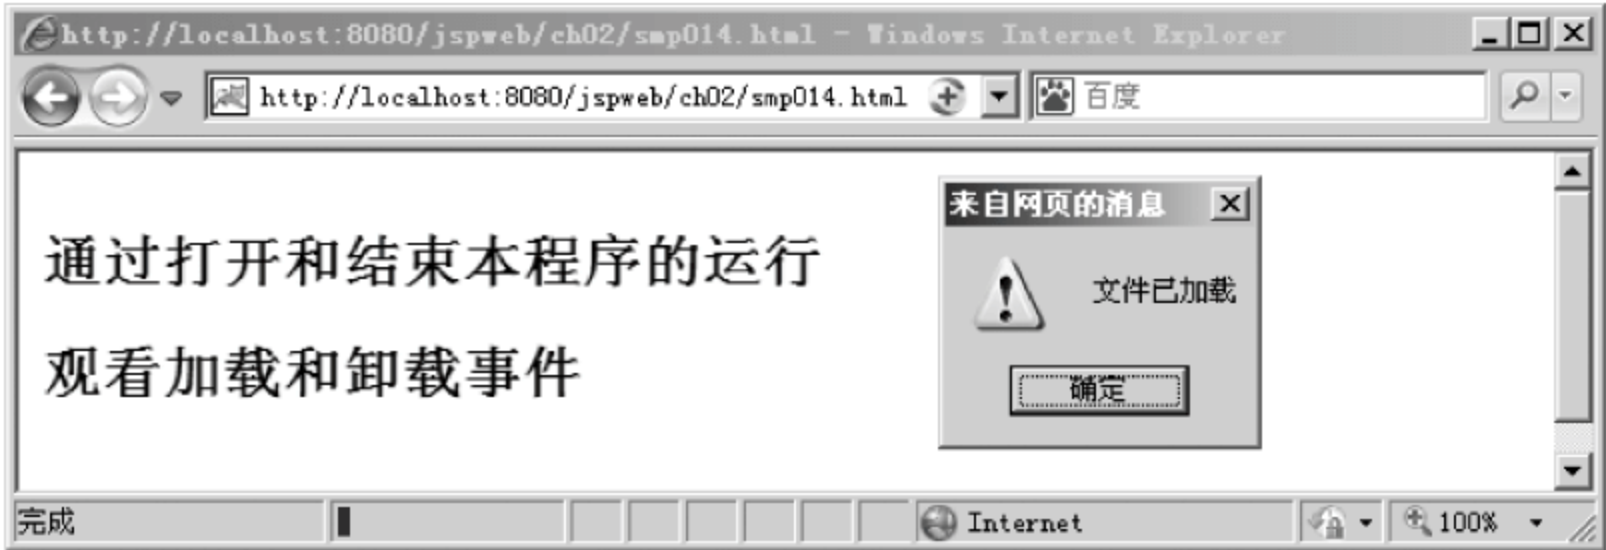 http://localhost:8080/jspweb/ch02/smp014.html - Windows Internet Explorer
http://localhost:8080/jspweb/ch02/smp014.html
百度
来自网页的消息
通过打开和结束本程序的运行
文件已加载
观看加载和卸载事件
确定
完成
Internet
100%